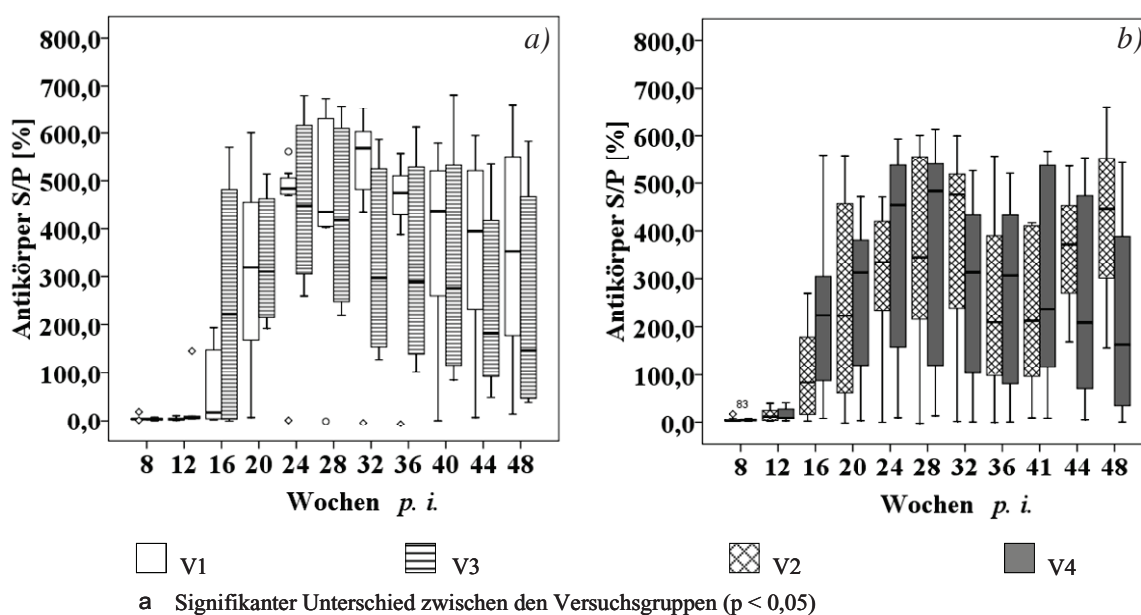 a)
800,0
700,0
600,0
500,0
400,0
300,0
200,0
100,0
0,0
Antikörper S/P [%]
8 12 16 20 24 28 32 36 40 44 48
Wochen p. i.
b)
800,0
700,0
600,0
500,0
400,0
300,0
200,0
100,0
0,0
Antikörper S/P [%]
83
8 12 16 20 24 28 32 36 41 44 48
Wochen p. i.
V1 V3 V2 V4
a Signifikanter Unterschied zwischen den Versuchsgruppen (p < 0,05)